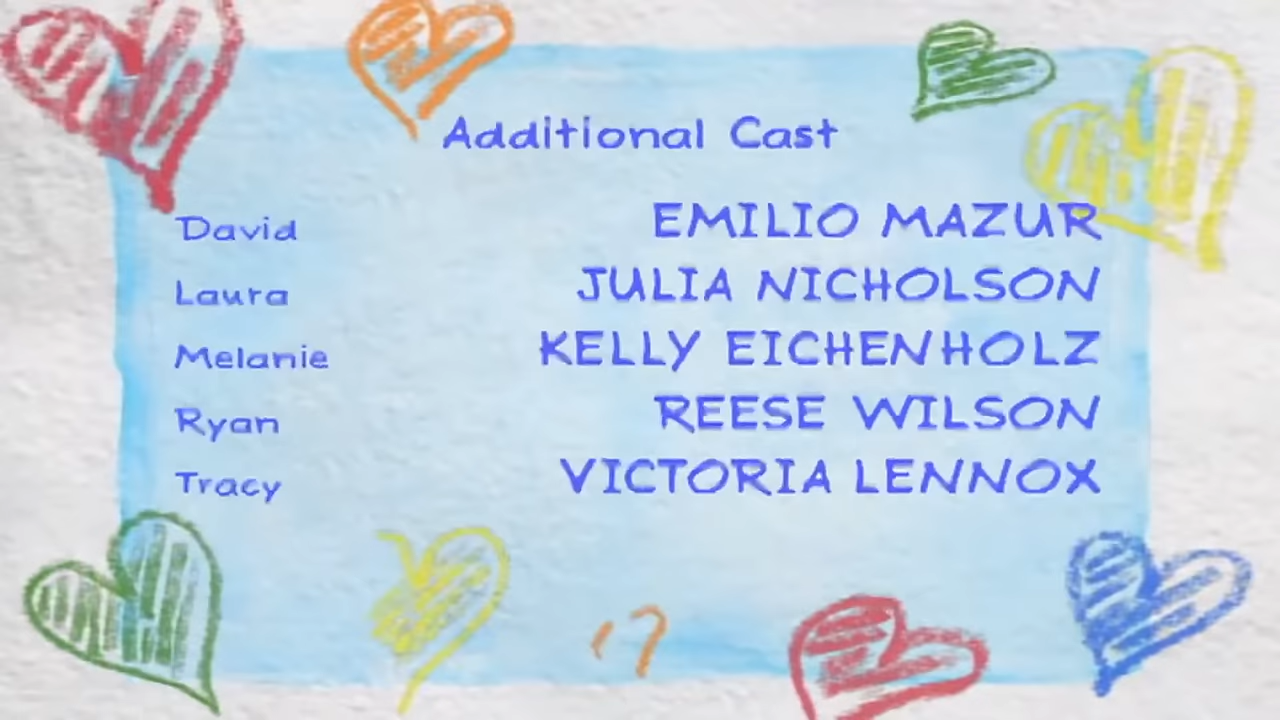 Additional Cast
David EMILIO MAZUR
Laura JULIA NICHOLSON
Melanie KELLY EICHENHOLZ
Ryan REESE WILSON
Tracy VICTORIA LENNOX